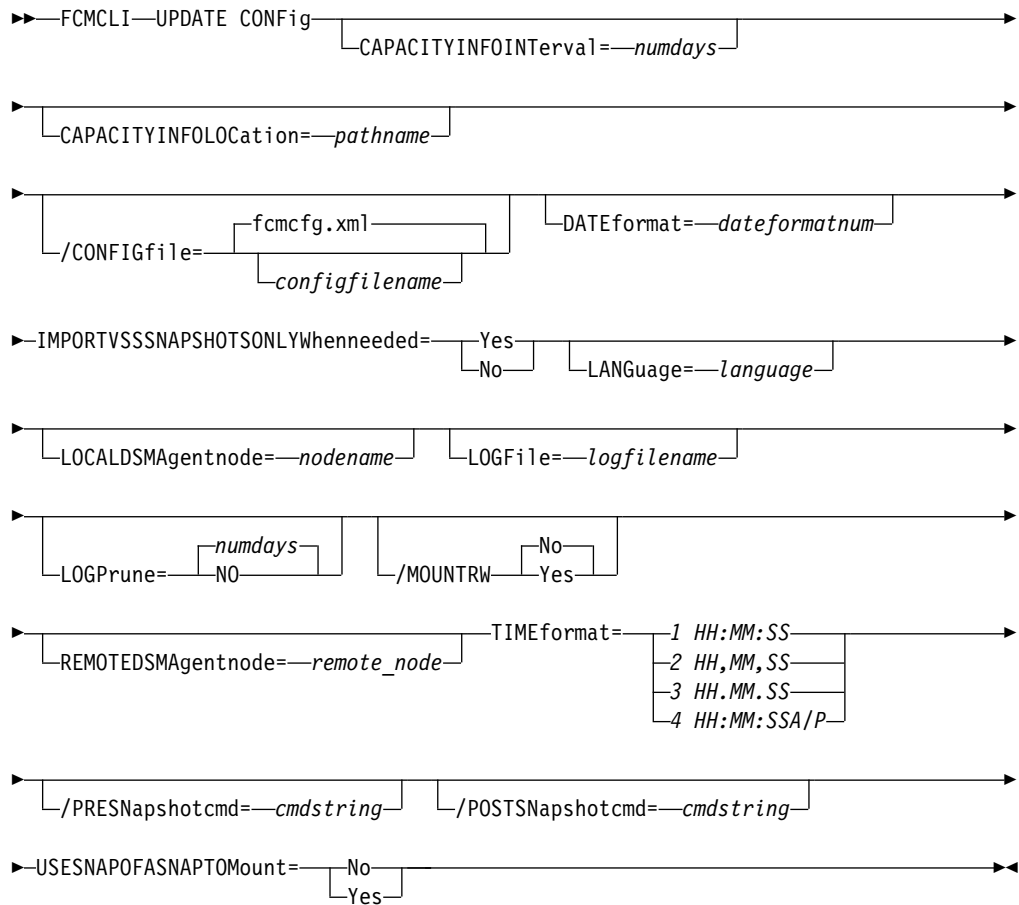 FCMCLI UPDATE CONFig
CAPACITYINFOINTerval= numdays
CAPACITYINFOLOCation= pathname
fcmcfg.xml
/CONFIGfile=
configfilename
DATEformat= dateformatnum
IMPORTVSSSNAPSHOTSONLYWhenneeded= Yes
No
LANGuage= language
LOCALDSMAgentnode= nodename
LOGFile= logfilename
numdays
LOGPrune= NO
No
/MOUNTRW Yes
REMOTEDSMAgentnode= remote_node
TIMEformat= 1 HH:MM:SS
2 HH,MM,SS
3 HH.MM.SS
4 HH:MM:SSA/P
/PRESNapshotcmd= cmdstring
/POSTSNapshotcmd= cmdstring
USESNAPOFASNAPTOMount= No
Yes